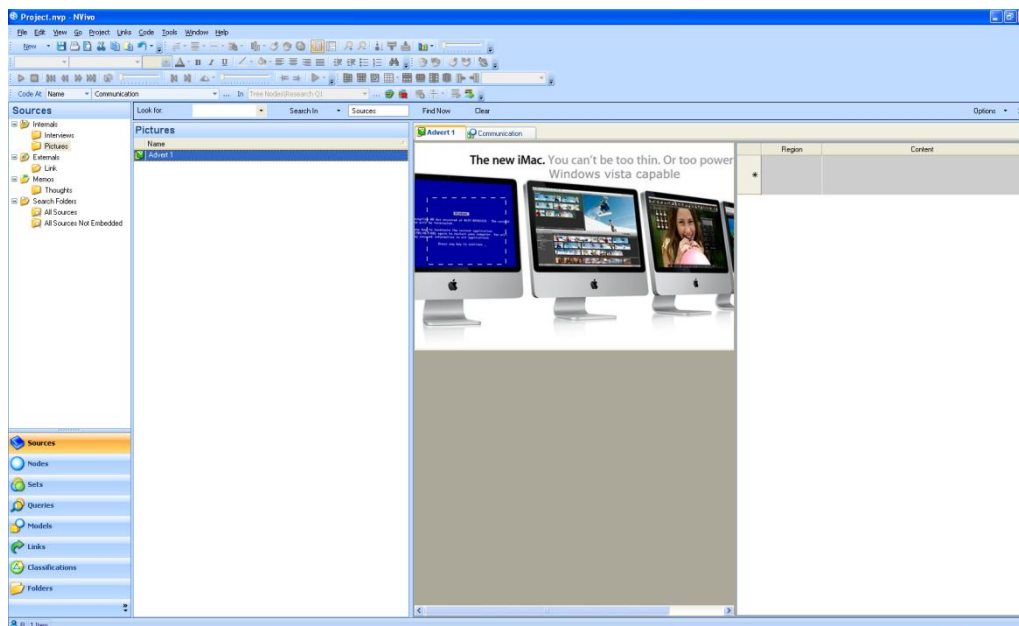 Project.nvp - NVivo
File Edit View Go Project Links Code Tools Window Help
New
Code At Name Communication In Tree Nodes\Research Q1
Sources
Look for: Search In Sources Find Now Clear Options
Internals
Interviews
Pictures
Externals
Link
Memos
Thoughts
Search Folders
All Sources
All Sources Not Embedded
Pictures
Name
Advert 1
Advert 1 Communication
The new iMac. You can't be too thin. Or too power
Windows vista capable
Region Content
Sources
Nodes
Sets
Queries
Models
Links
Classifications
Folders